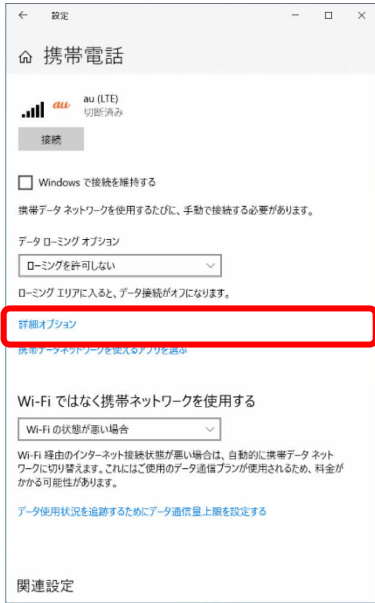 ← 設定
携帯電話
au au (LTE)
切断済み
接続
Windows で接続を維持する
携帯データ ネットワークを使用するたびに、手動で接続する必要があります。
データ ローミング オプション
ローミングを許可しない
ローミング エリアに入ると、データ接続がオフになります。
詳細オプション
携帯データネットワークを使えるアプリを選ぶ
Wi-Fi ではなく携帯ネットワークを使用する
Wi-Fi の状態が悪い場合
Wi-Fi 経由のインターネット接続状態が悪い場合は、自動的に携帯データ ネット
ワークに切り替えます。これにはご使用のデータ通信プランが使用されるため、料金が
かかる可能性があります。
データ使用状況を追跡するためにデータ通信量上限を設定する
関連設定